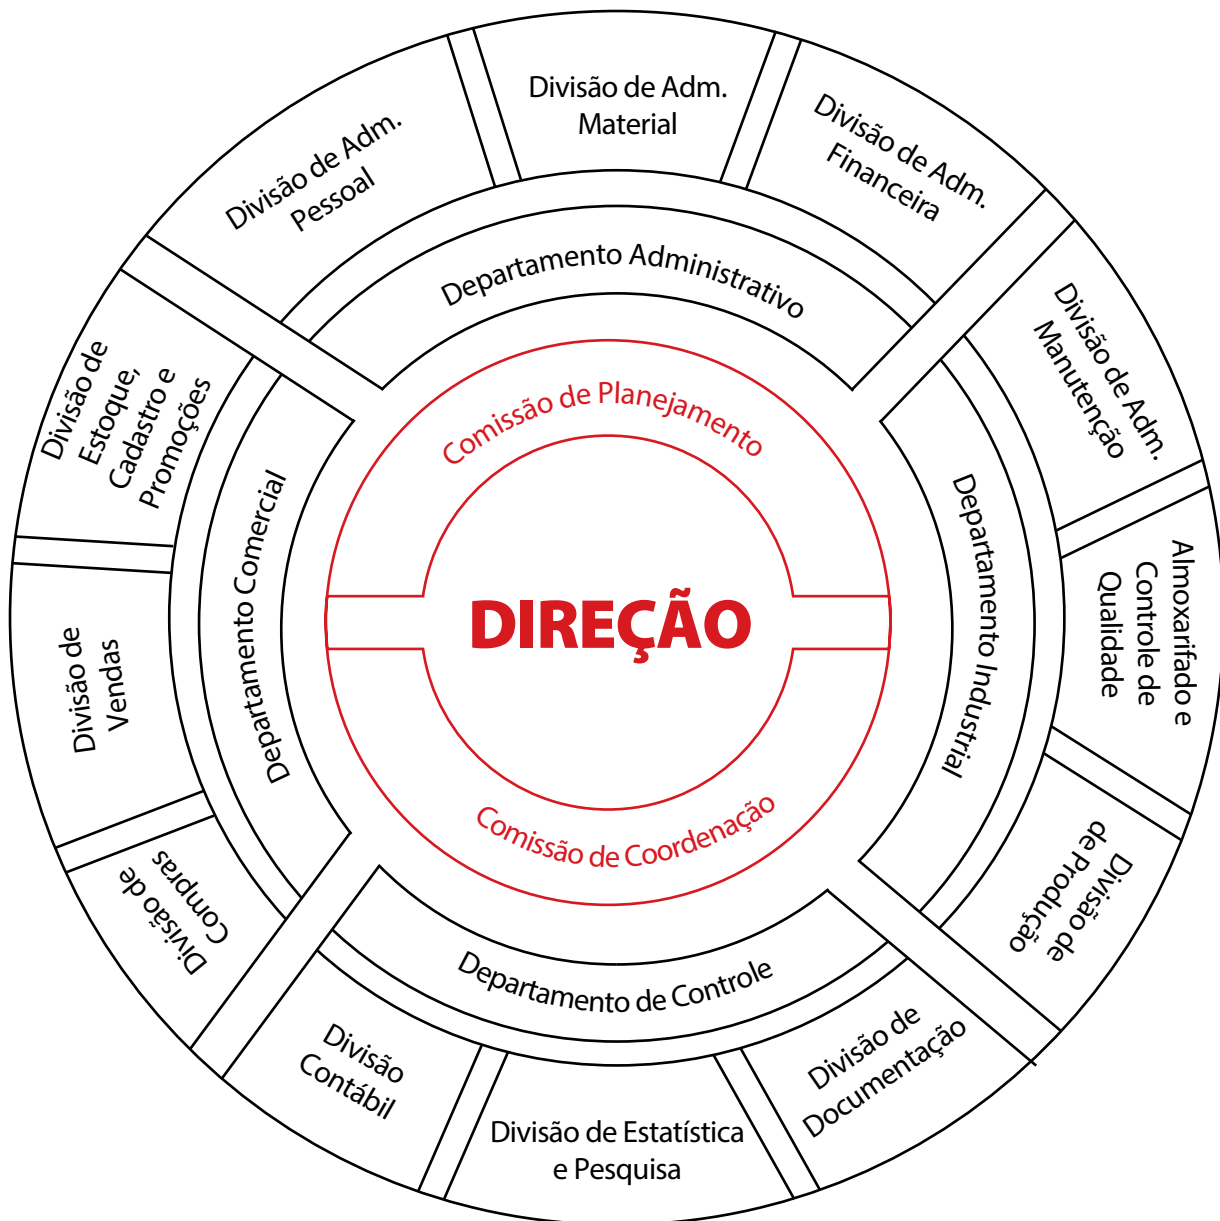 Divisão de Adm.
Pessoal
Divisão de Adm.
Material
Divisão de Adm.
Financeira
Departamento Administrativo
Divisão de Adm.
Manutenção
Almoxarifado e
Controle de
Qualidade
Divisão de
de Produção
Departamento Industrial
Divisão de
Estoque,
Cadastro e
Promoções
Divisão de
Vendas
Divisão de
Compras
Departamento Comercial
Comissão de Planejamento
DIREÇÃO
Comissão de Coordenação
Departamento de Controle
Divisão
Contábil
Divisão de Estatística
e Pesquisa
Divisão de
Documentação